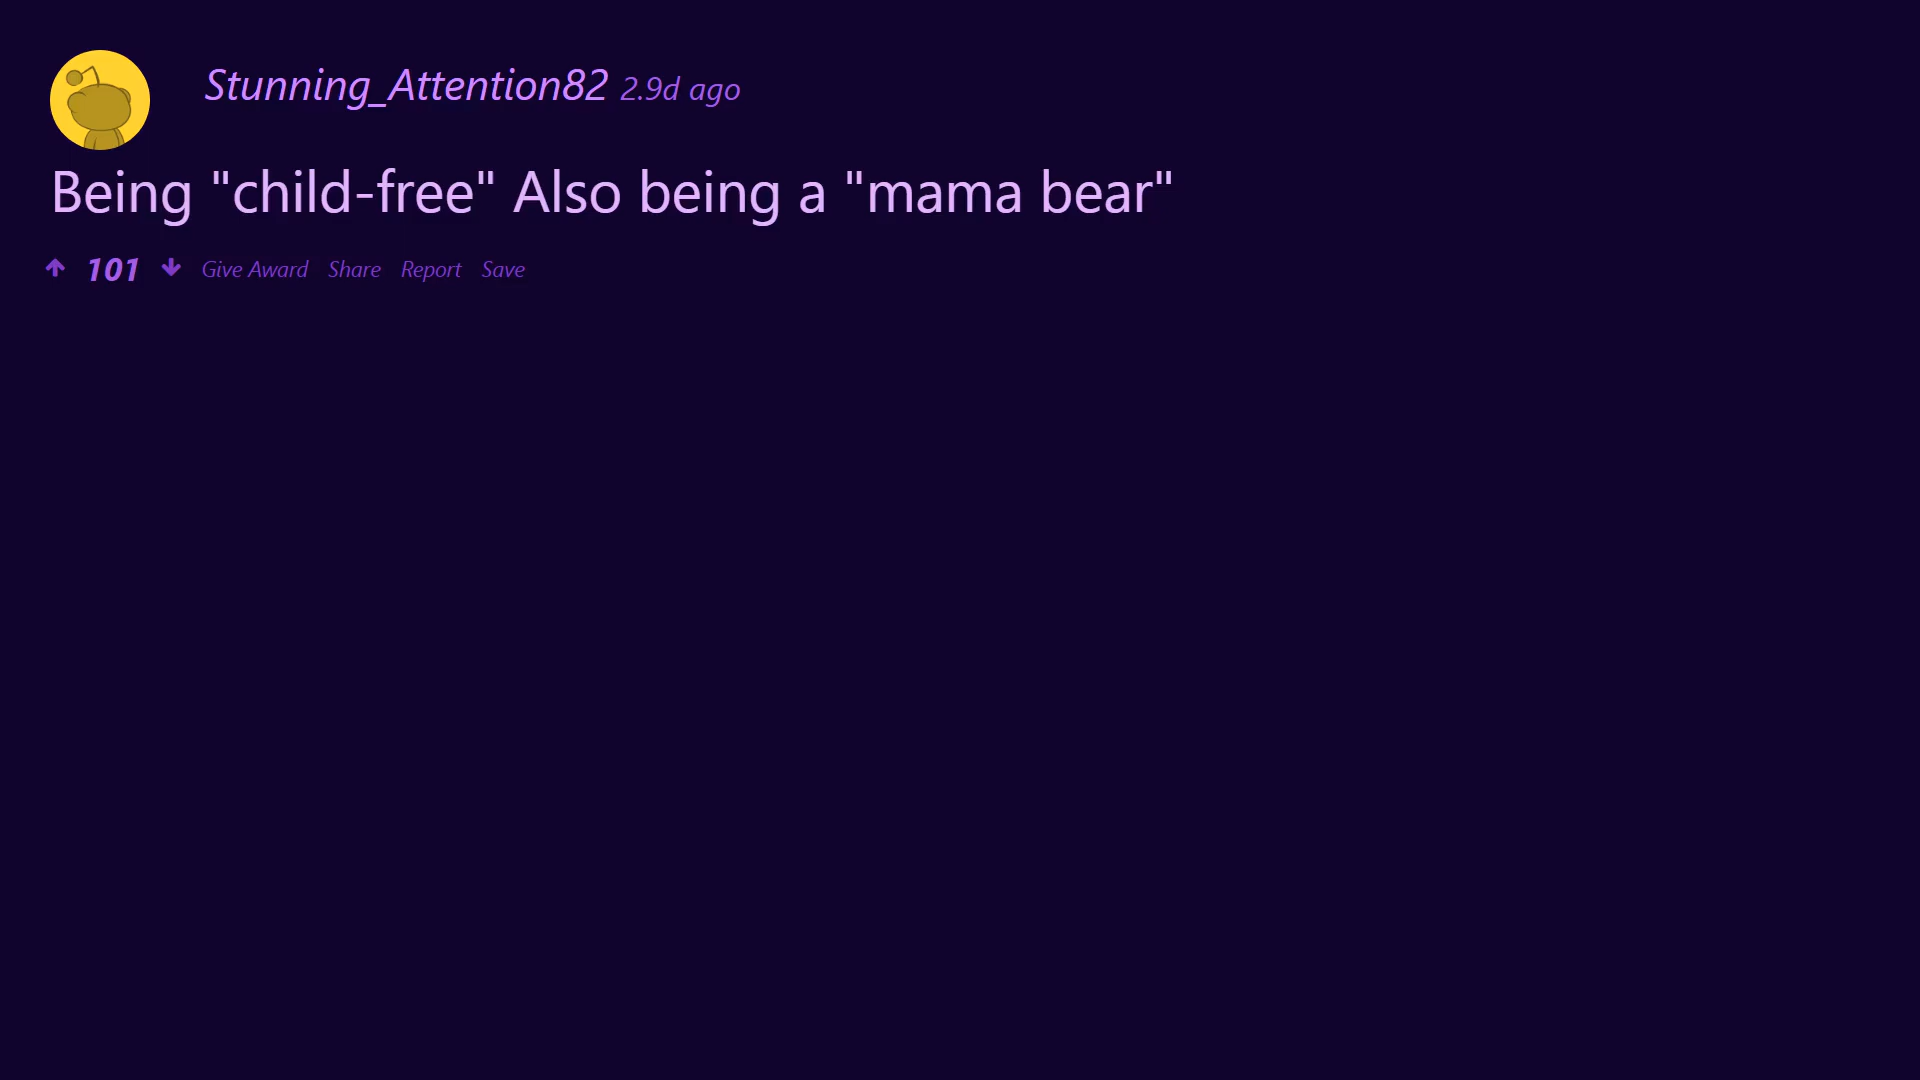 Stunning_Attention82 2.9d ago
Being "child-free" Also being a "mama bear"
101 Give Award Share Report Save